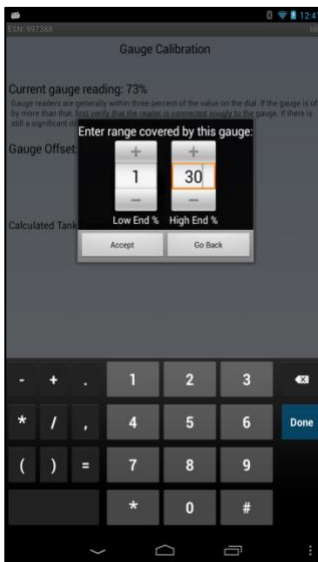 12:41
ESN: 997388
Gauge Calibration
Current gauge reading: 73%
Gauge readers are generally within three percent of the value on the dial. If the gauge is off
by more than that, first verify that the reader is connected snugly to the gauge. If there is
still a significant
Enter range covered by this gauge:
Gauge Offset:
+ +
1 30
- -
Low End % High End %
Calculated Tank
Accept Go Back
- + . 1 2 3
* / , 4 5 6 Done
( ) = 7 8 9
* 0 #